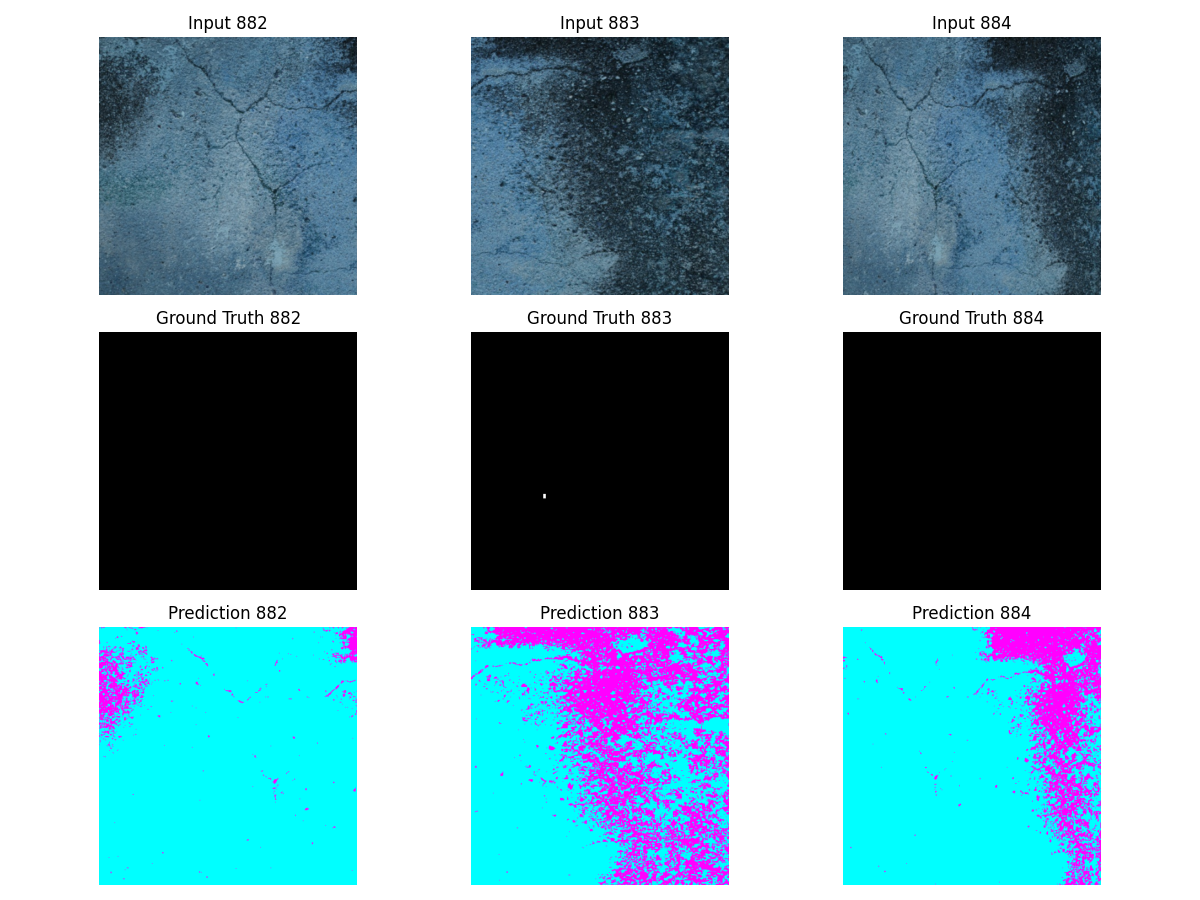 Input 882
Input 883
Input 884
Ground Truth 882
Ground Truth 883
Ground Truth 884
Prediction 882
Prediction 883
Prediction 884